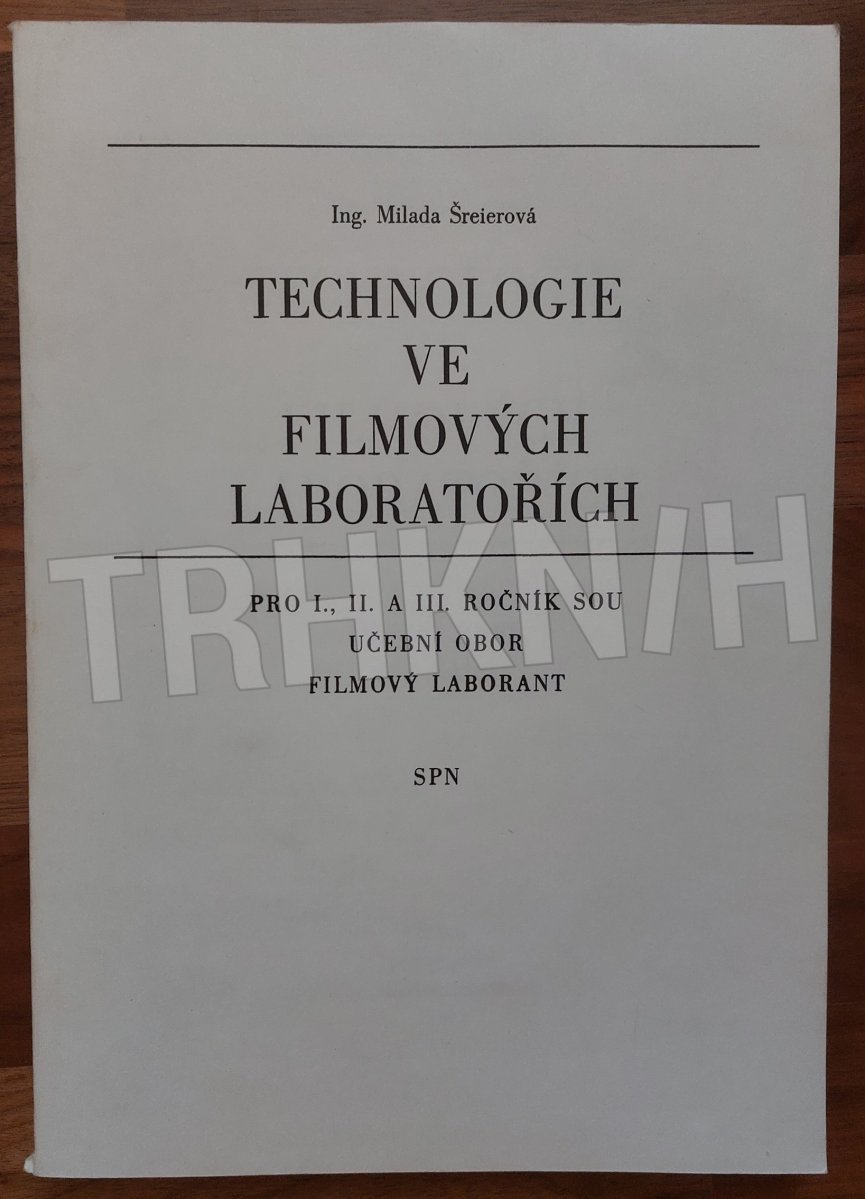 Ing. Milada Šreierová
TECHNOLOGIE
VE
FILMOVÝCH
LABORATOŘÍCH
TRHKNIH
PRO I., II. A III. ROČNÍK SOU
UČEBNÍ OBOR
FILMOVÝ LABORANT
SPN